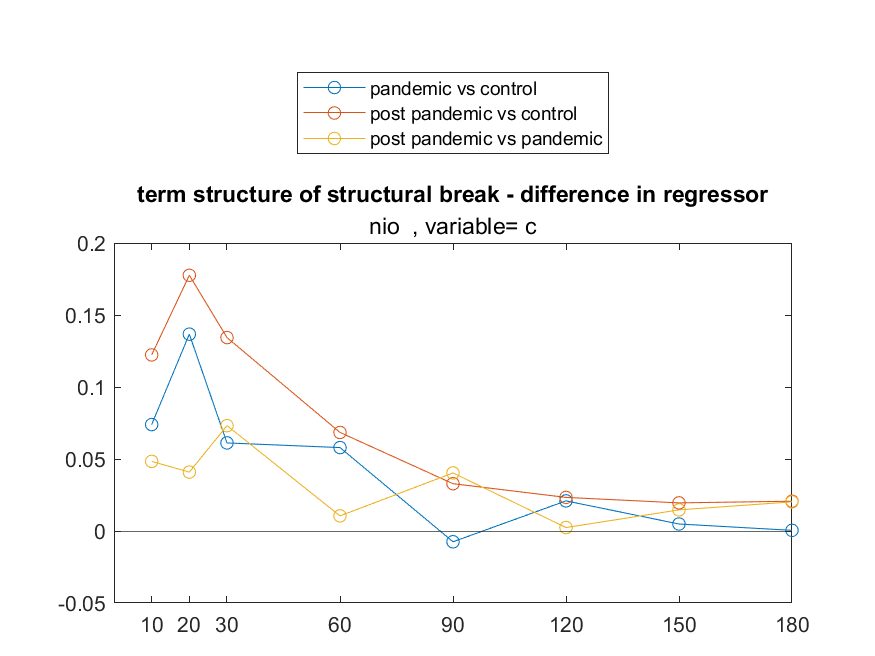 pandemic vs control
post pandemic vs control
post pandemic vs pandemic
term structure of structural break - difference in regressor
nio , variable= c
0.2
0.15
0.1
0.05
0
-0.05
10 20 30 60 90 120 150 180